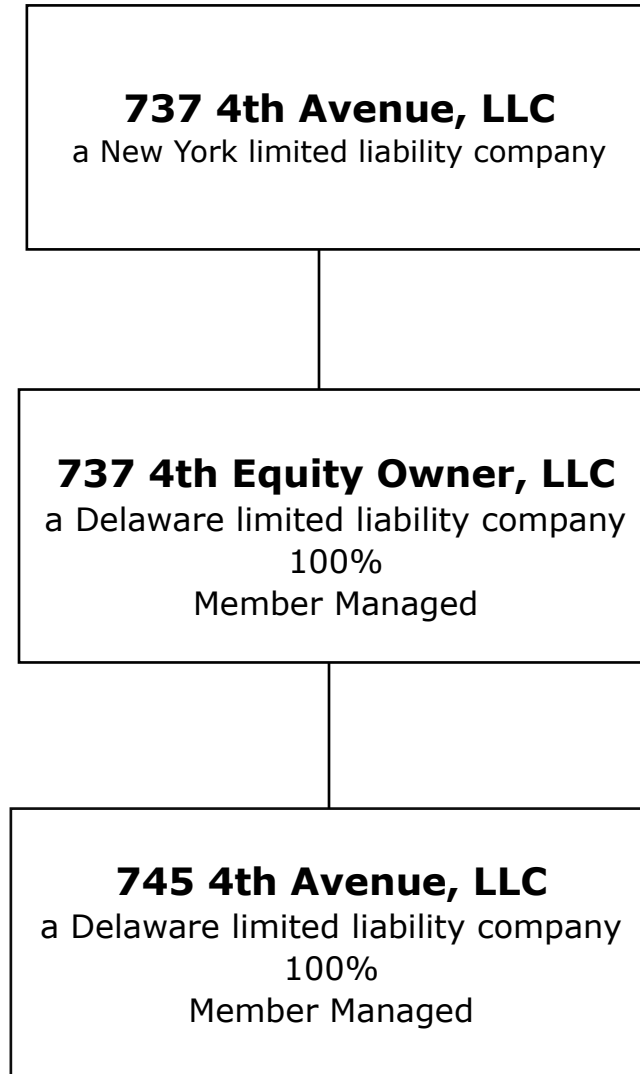 737 4th Avenue, LLC
a New York limited liability company
737 4th Equity Owner, LLC
a Delaware limited liability company
100%
Member Managed
745 4th Avenue, LLC
a Delaware limited liability company
100%
Member Managed